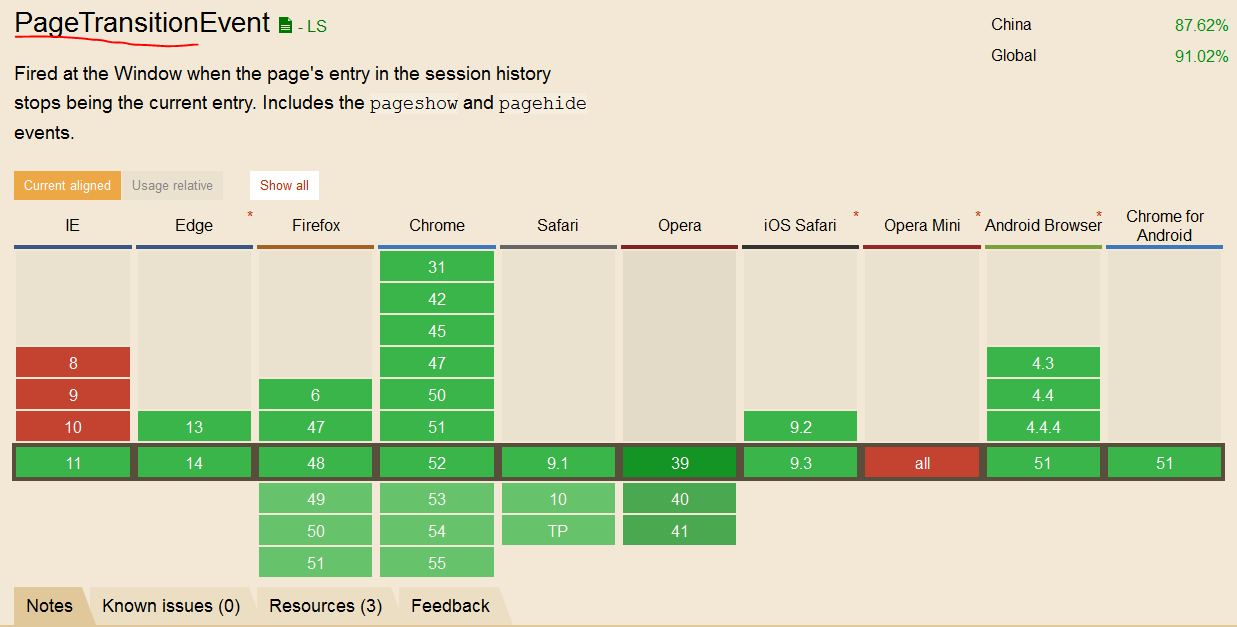 PageTransitionEvent - LS
China 87.62%
Global 91.02%
Fired at the Window when the page's entry in the session history
stops being the current entry. Includes the pageshow and pagehide
events.
Current aligned Usage relative Show all
IE Edge * Firefox Chrome Safari Opera iOS Safari * Opera Mini * Android Browser * Chrome for
Android
31
42
45
8 47 4.3
9 6 50 4.4
10 13 47 51 9.2 4.4.4
11 14 48 52 9.1 39 9.3 all 51 51
49 53 10 40
50 54 TP 41
51 55
Notes Known issues (0) Resources (3) Feedback